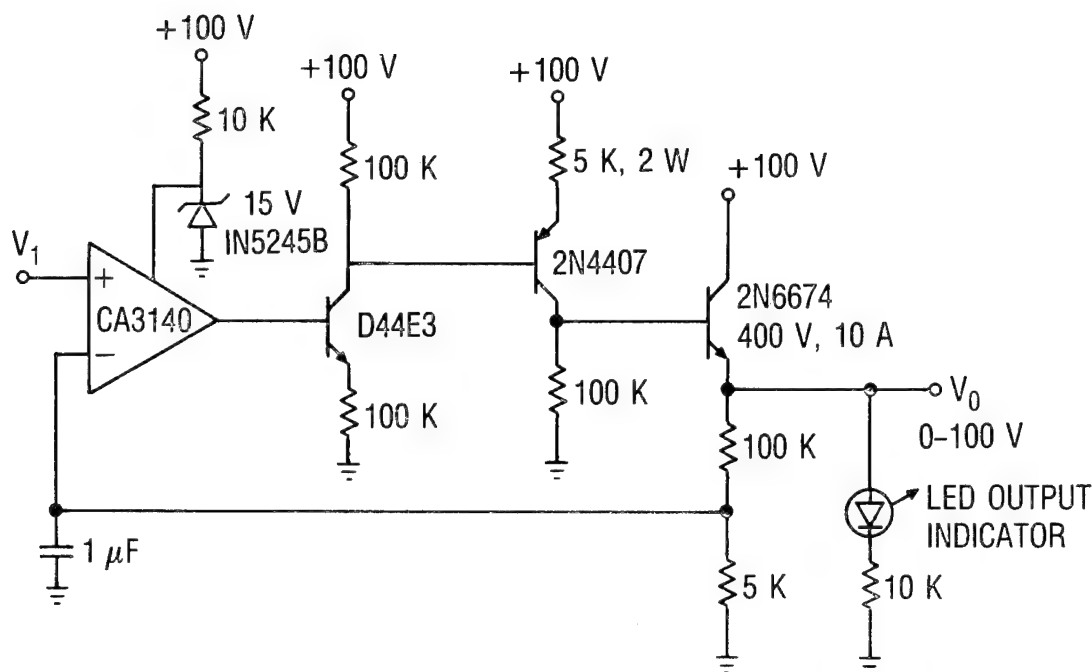 +100 V
10 K
15 V
IN5245B
+100 V
100 K
+100 V
5 K, 2 W
+100 V
V1
+
CA3140
−
D44E3
2N4407
2N6674
400 V, 10 A
100 K
100 K
100 K
V0
0–100 V
LED OUTPUT
INDICATOR
1 μF
5 K
10 K